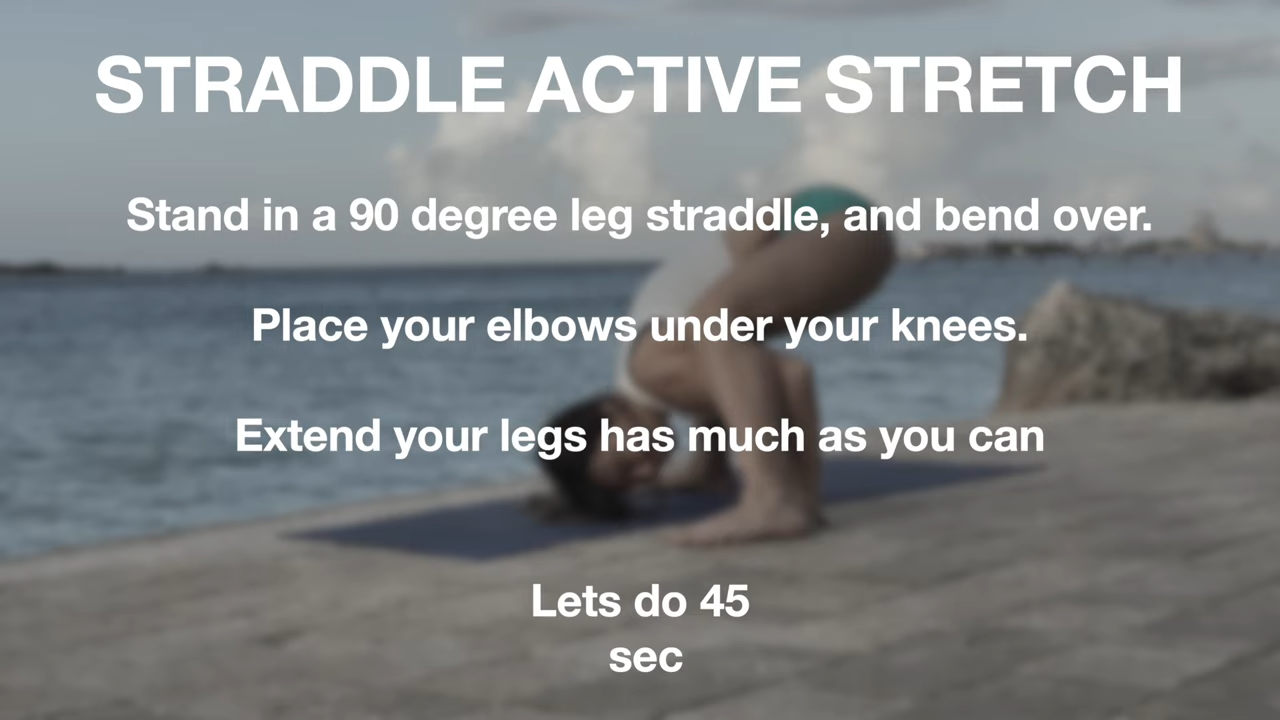 STRADDLE ACTIVE STRETCH
Stand in a 90 degree leg straddle, and bend over.
Place your elbows under your knees.
Extend your legs has much as you can
Lets do 45
sec